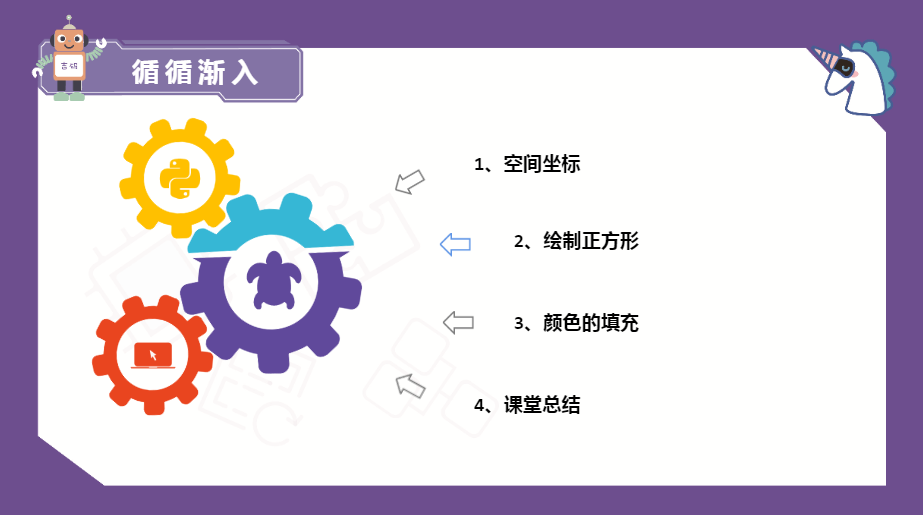 循循渐入
1、空间坐标
2、绘制正方形
3、颜色的填充
4、课堂总结